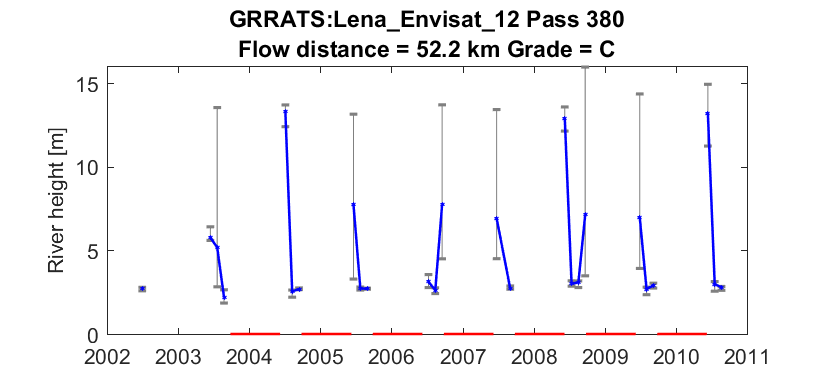 GRRATS:Lena_Envisat_12 Pass 380
Flow distance = 52.2 km Grade = C
River height [m]
15
10
5
0
2002 2003 2004 2005 2006 2007 2008 2009 2010 2011